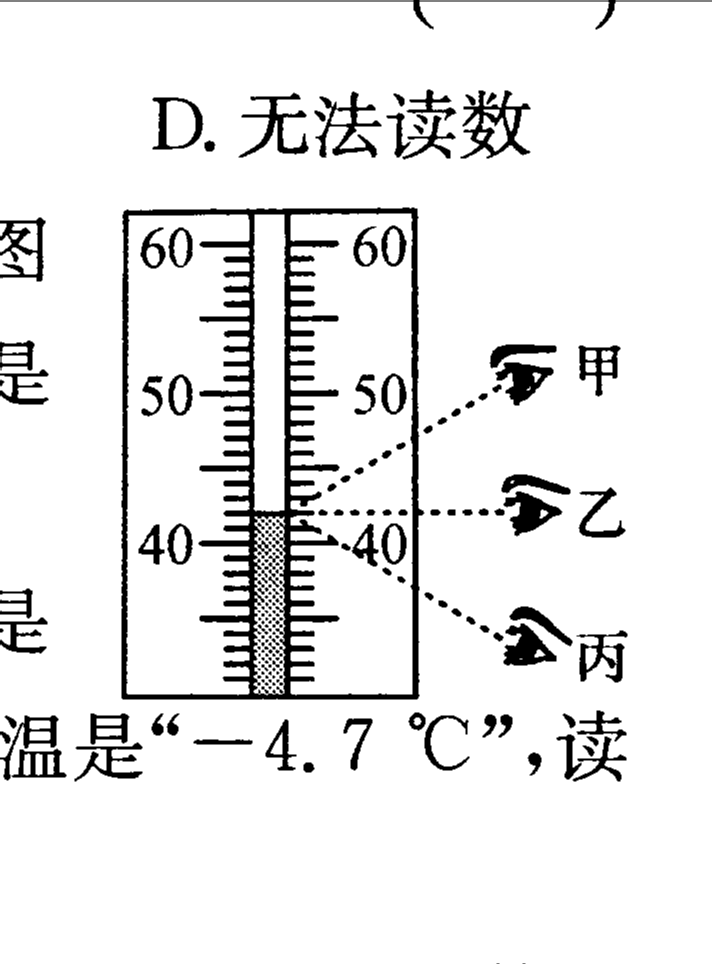 (          )
D. 无法读数
图
60 60
是
甲
50 50
乙
40 40
是
丙
温是“－4. 7 ℃”,读